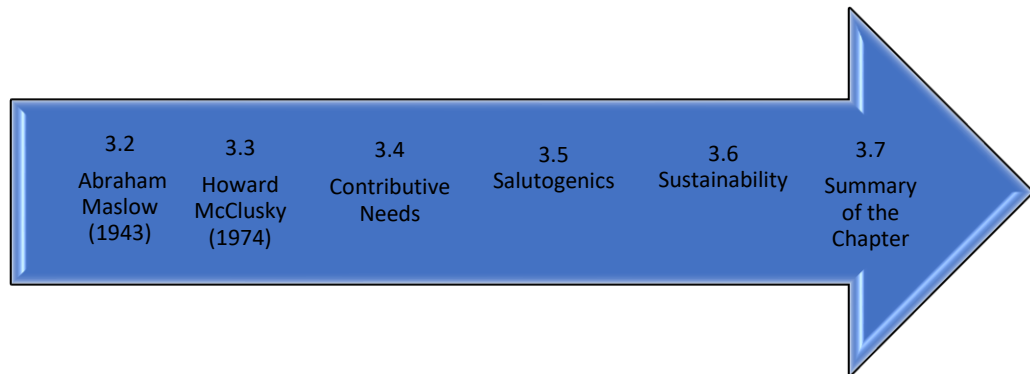 3.2
Abraham
Maslow
(1943)
3.3
Howard
McClusky
(1974)
3.4
Contributive
Needs
3.5
Salutogenics
3.6
Sustainability
3.7
Summary
of the
Chapter